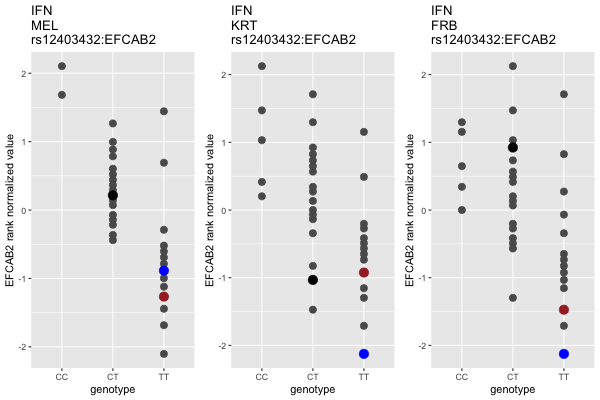 IFN
MEL
rs12403432:EFCAB2
EFCAB2 rank normalized value
2
1
0
-1
-2
CC
CT
TT
genotype
IFN
KRT
rs12403432:EFCAB2
EFCAB2 rank normalized value
2
1
0
-1
-2
CC
CT
TT
genotype
IFN
FRB
rs12403432:EFCAB2
EFCAB2 rank normalized value
2
1
0
-1
-2
CC
CT
TT
genotype